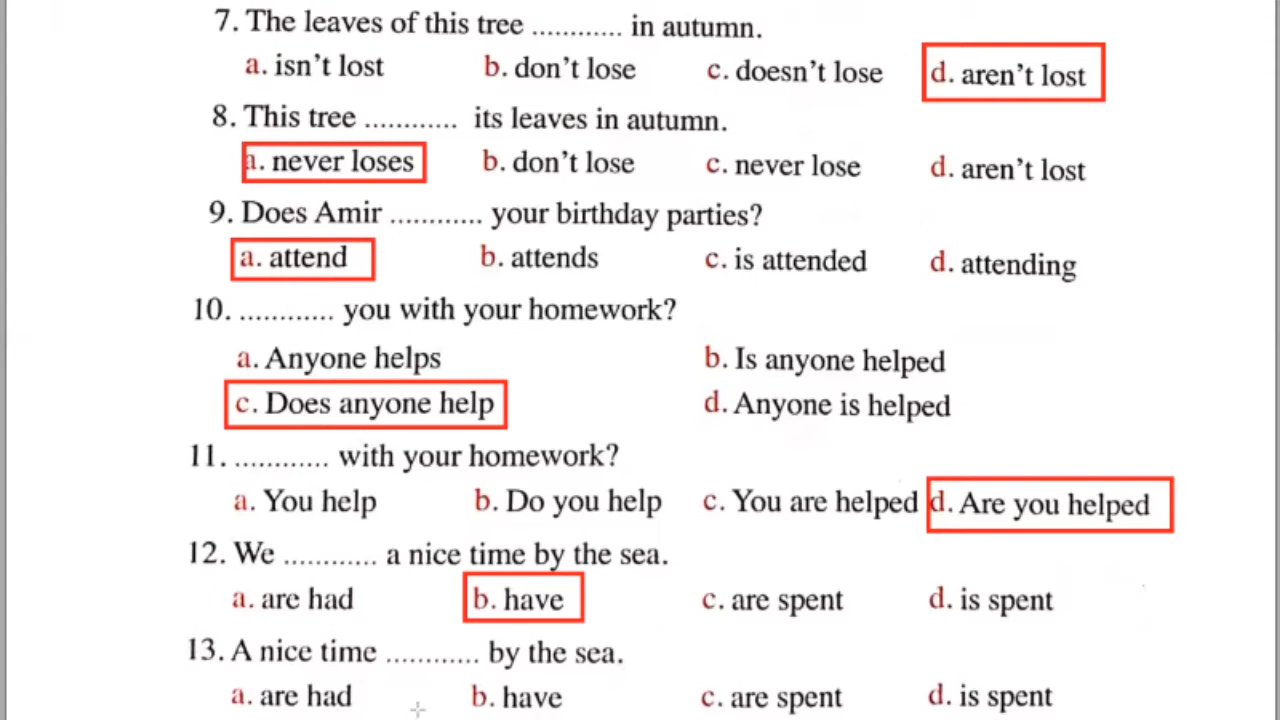 7. The leaves of this tree ............ in autumn.
a. isn't lost b. don't lose c. doesn't lose d. aren't lost
8. This tree ............ its leaves in autumn.
a. never loses b. don't lose c. never lose d. aren't lost
9. Does Amir ............ your birthday parties?
a. attend b. attends c. is attended d. attending
10. ............ you with your homework?
a. Anyone helps b. Is anyone helped
c. Does anyone help d. Anyone is helped
11. ............ with your homework?
a. You help b. Do you help c. You are helped d. Are you helped
12. We ............ a nice time by the sea.
a. are had b. have c. are spent d. is spent
13. A nice time ............ by the sea.
a. are had b. have c. are spent d. is spent